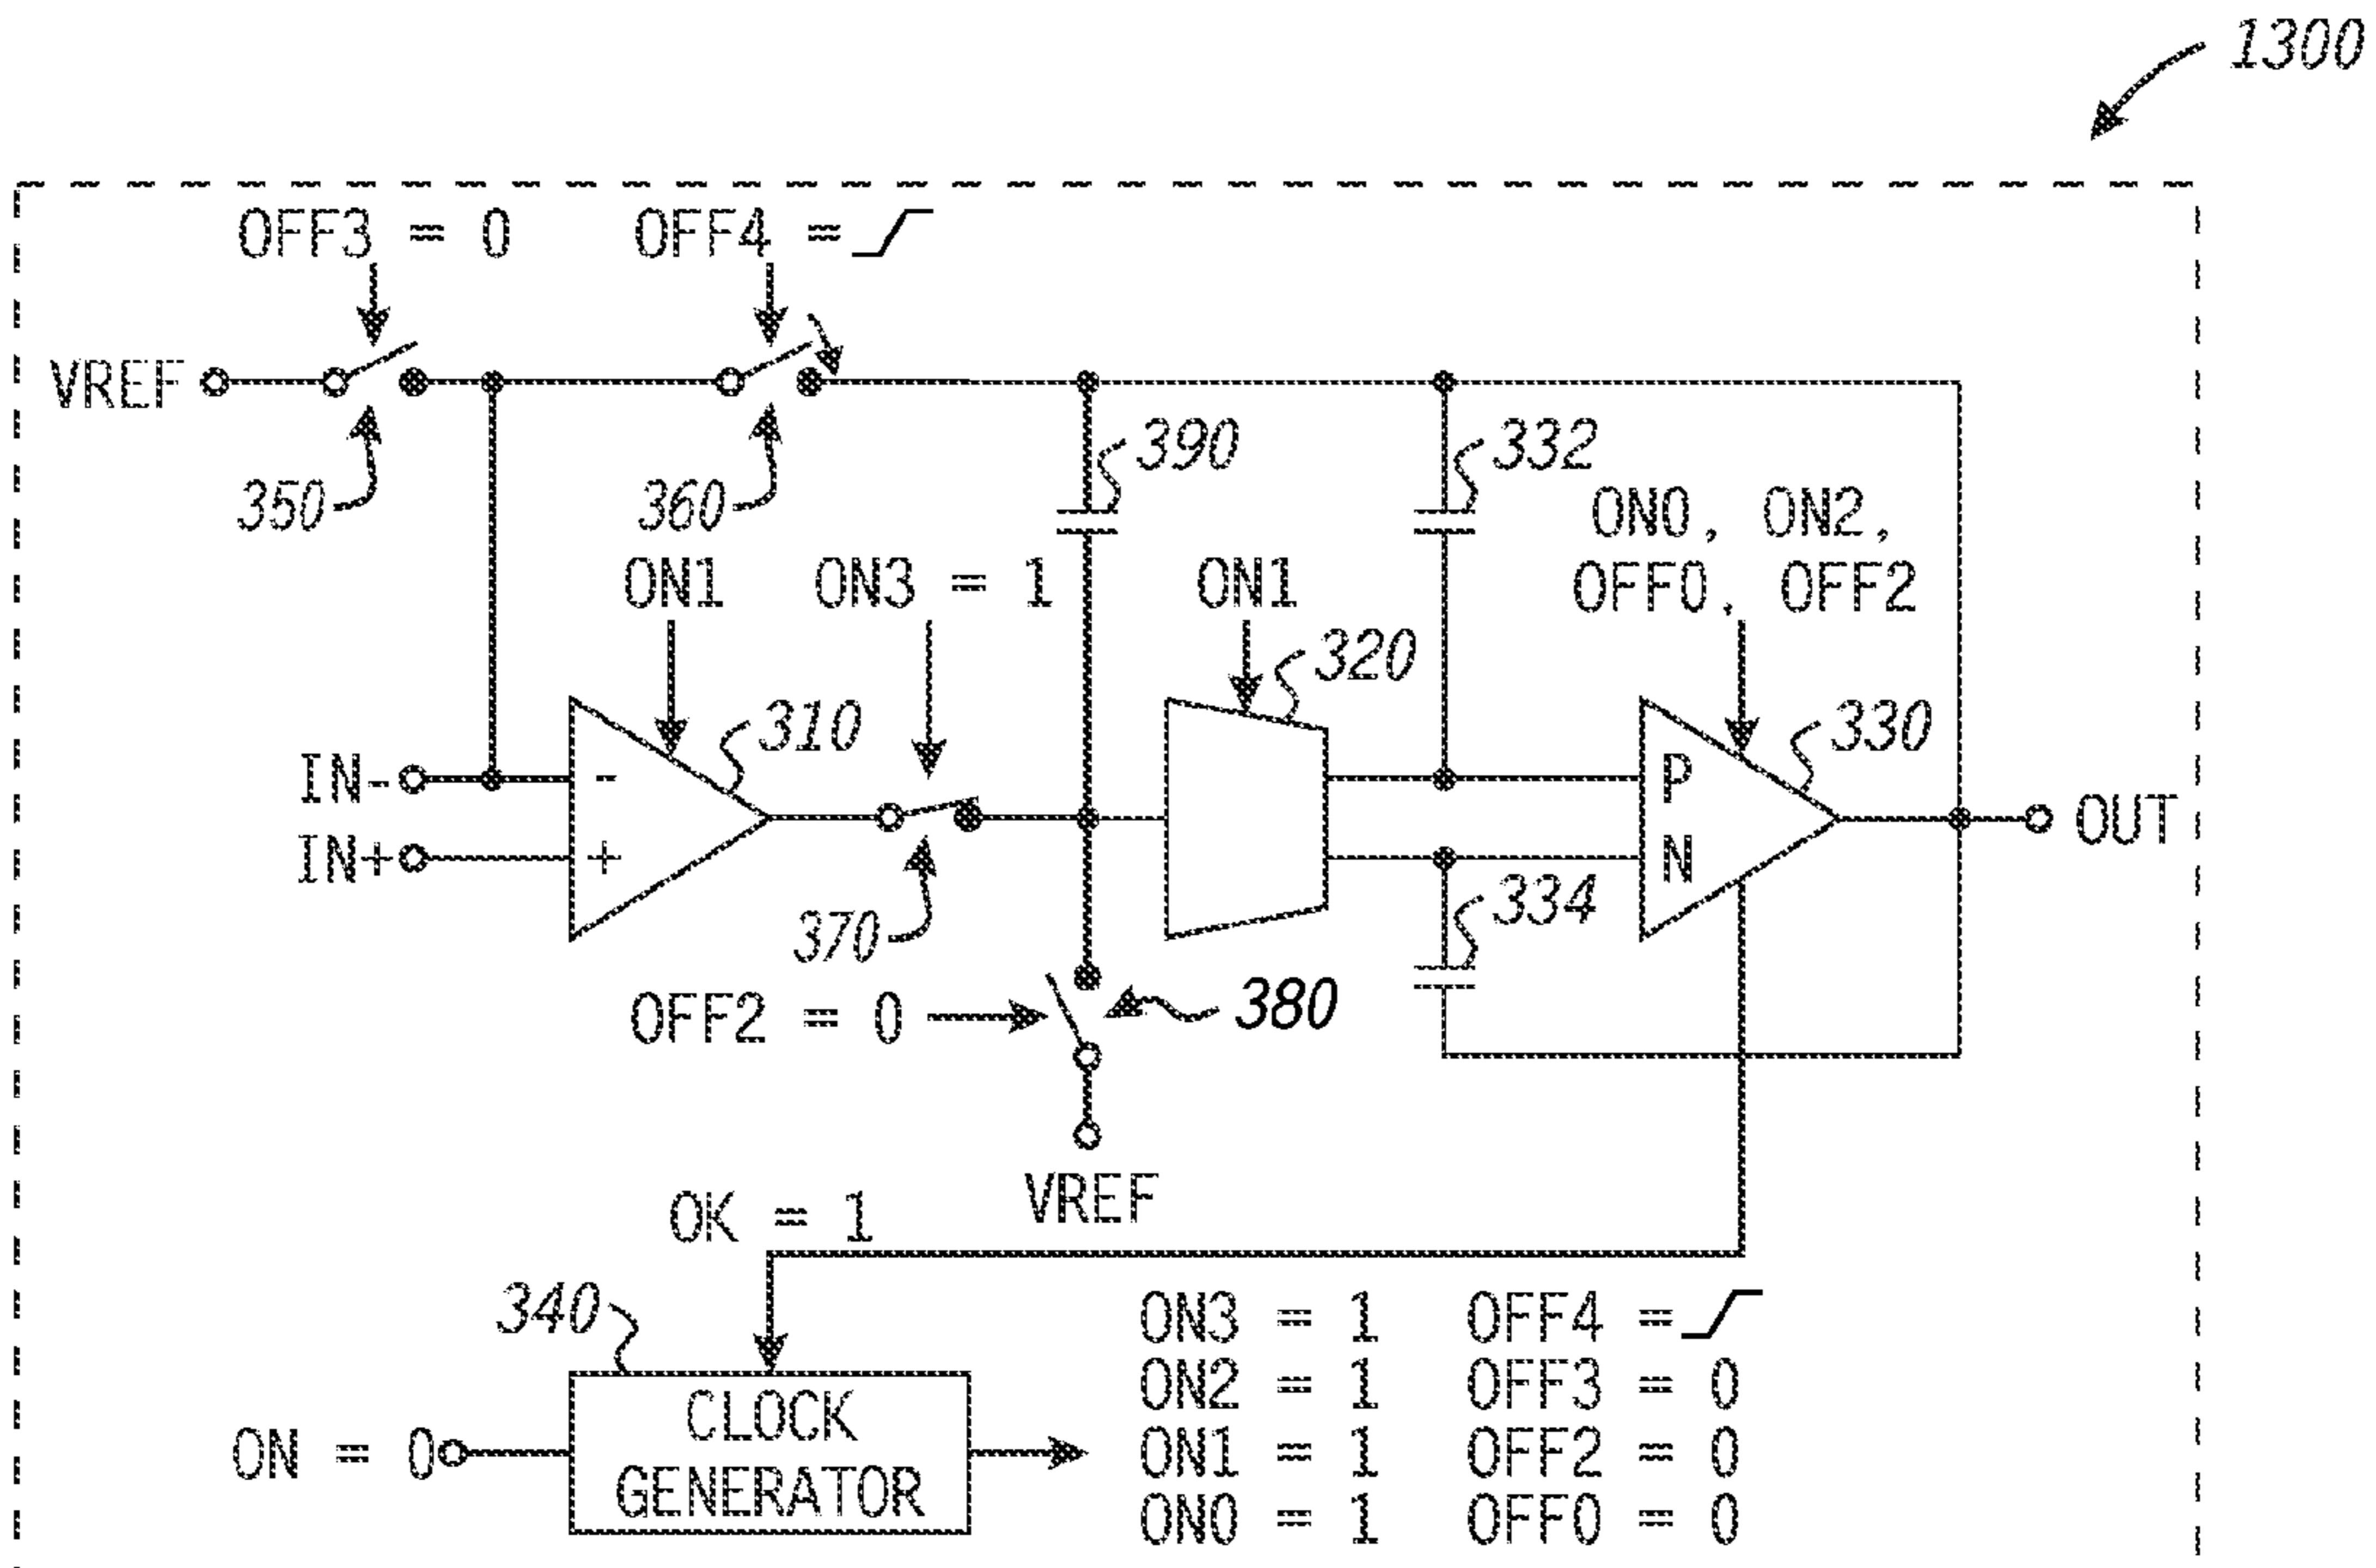 1300
OFF3 = 0
OFF4 =
VREF
350
360
390
332
ON0, ON2,
OFF0, OFF2
ON1
ON3 = 1
ON1
320
310
330
IN-
-
P
OUT
IN+
+
N
370
334
OFF2 = 0
380
VREF
OK = 1
340
ON3 = 1 OFF4 =
ON2 = 1 OFF3 = 0
ON = 0
CLOCK
GENERATOR
ON1 = 1 OFF2 = 0
ON0 = 1 OFF0 = 0